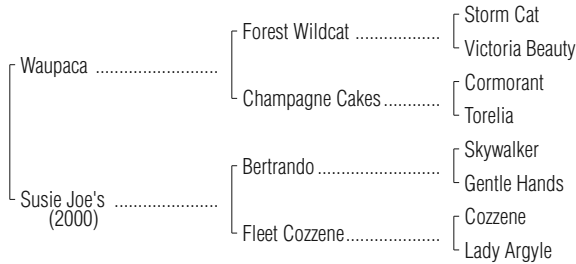 Storm Cat
Forest Wildcat ..................
Victoria Beauty
Waupaca ..........................
Cormorant
Champagne Cakes............
Torelia
Skywalker
Bertrando ..........................
Gentle Hands
Susie Joe's ......................
(2000)
Cozzene
Fleet Cozzene....................
Lady Argyle